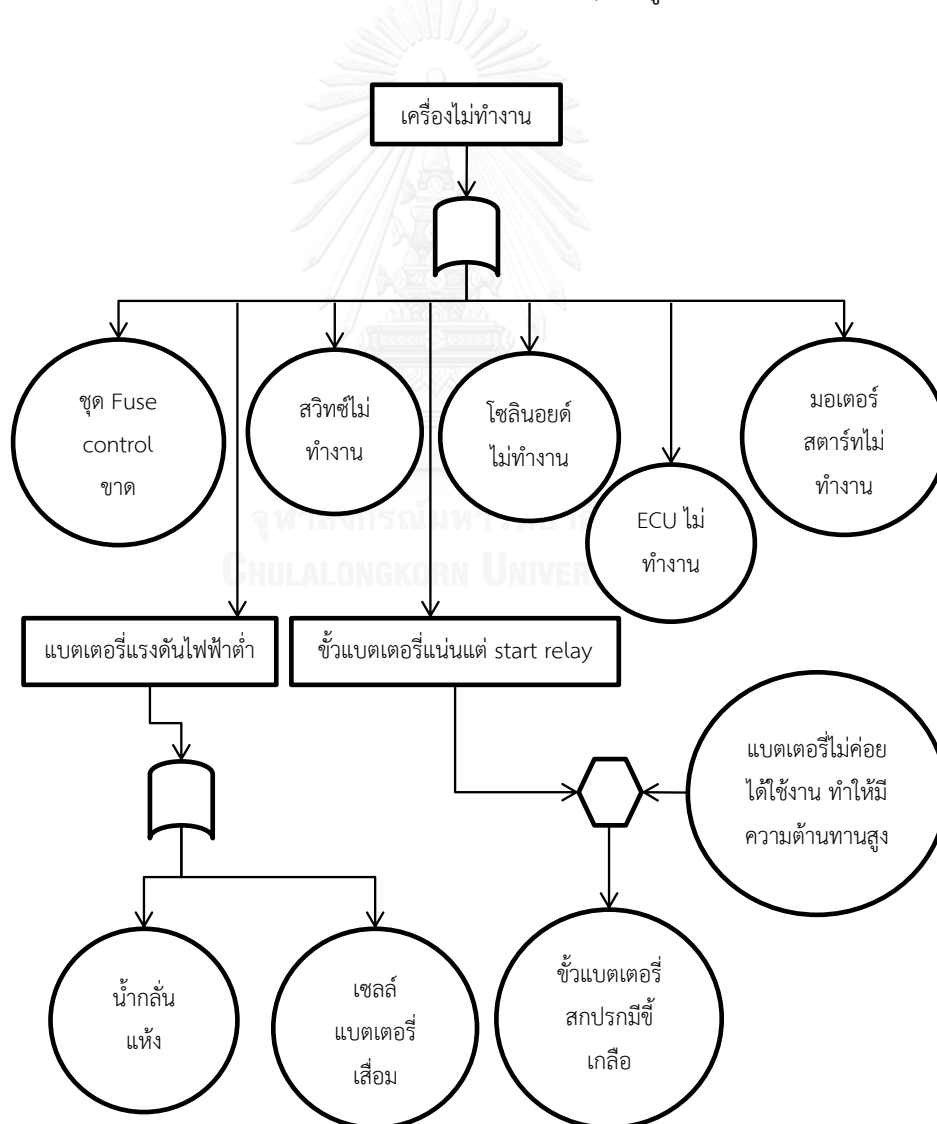 เครื่องไม่ทำงาน
ชุด Fuse
control
ขาด
สวิทซ์ไม่
ทำงาน
โซลินอยด์
ไม่ทำงาน
ECU ไม่
ทำงาน
มอเตอร์
สตาร์ทไม่
ทำงาน
CHULALONGKORN UNIVER
แบตเตอรี่แรงดันไฟฟ้าต่ำ
ขั้วแบตเตอรี่แน่นแต่ start relay
แบตเตอรี่ไม่ค่อย
ได้ใช้งาน ทำให้มี
ความต้านทานสูง
น้ำกลั่น
แห้ง
เซลล์
แบตเตอรี่
เสื่อม
ขั้วแบตเตอรี่
สกปรกมีขี้
เกลือ